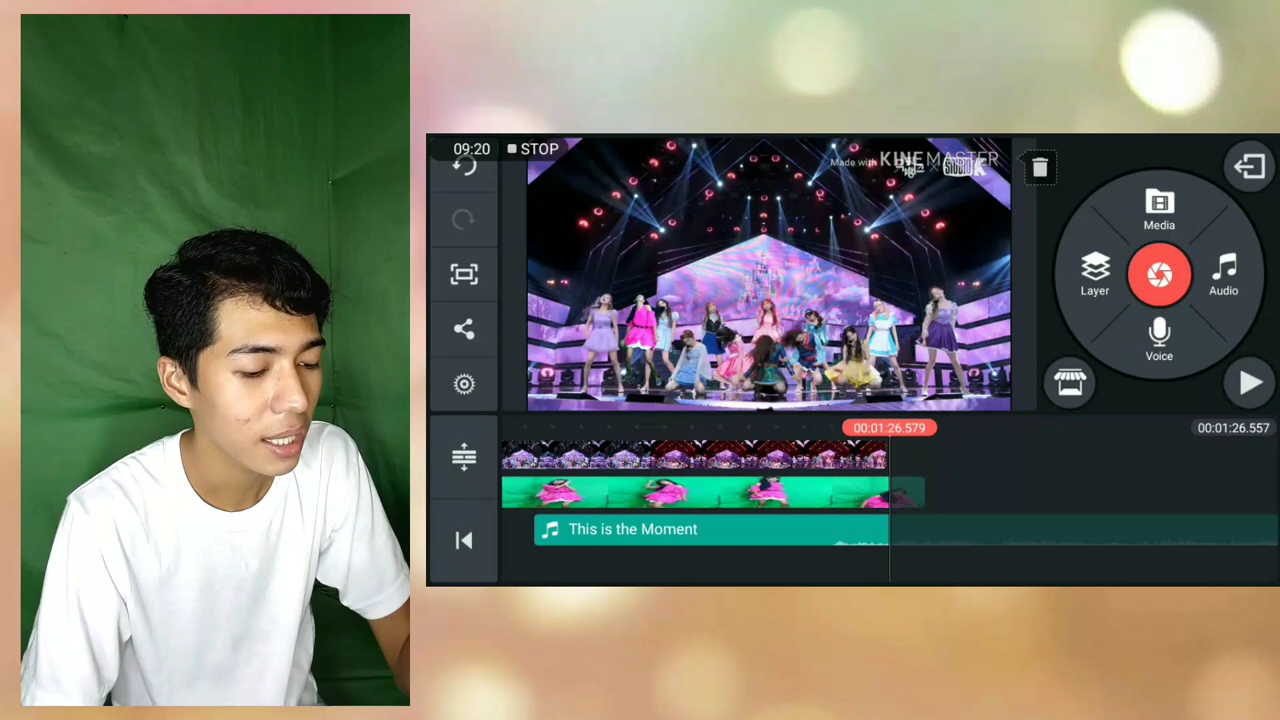 09:20 STOP
Made with KINEMASTER
STUDIO K
Media
Layer
Audio
Voice
00:01:26.579
00:01:26.557
This is the Moment